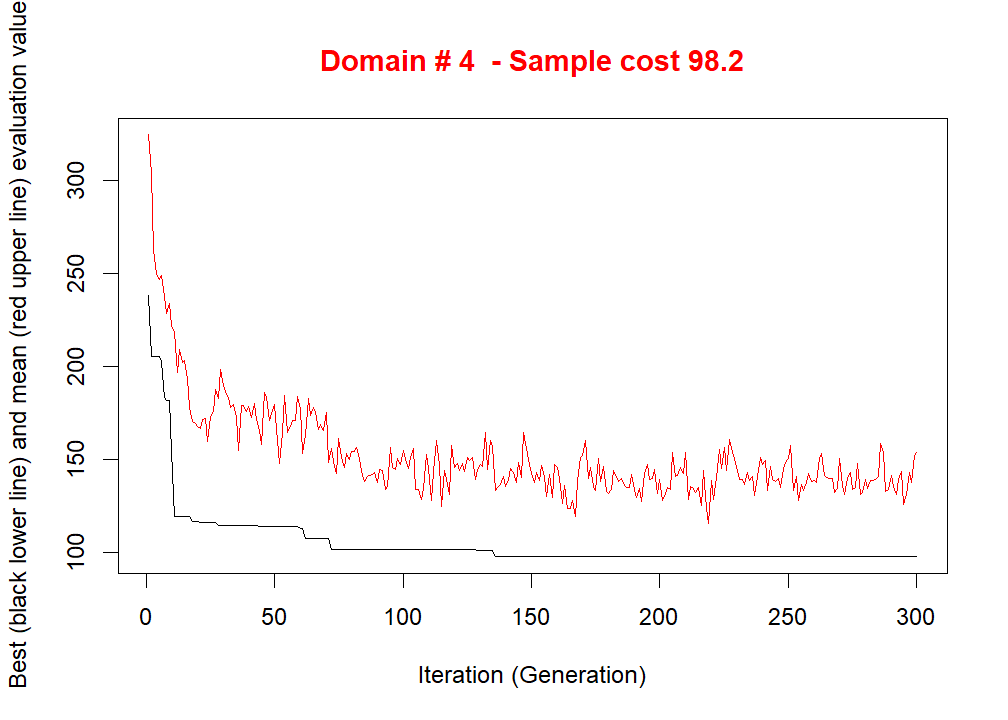 Domain # 4  - Sample cost 98.2
Best (black lower line) and mean (red upper line) evaluation value
300
250
200
150
100
0 50 100 150 200 250 300
Iteration (Generation)